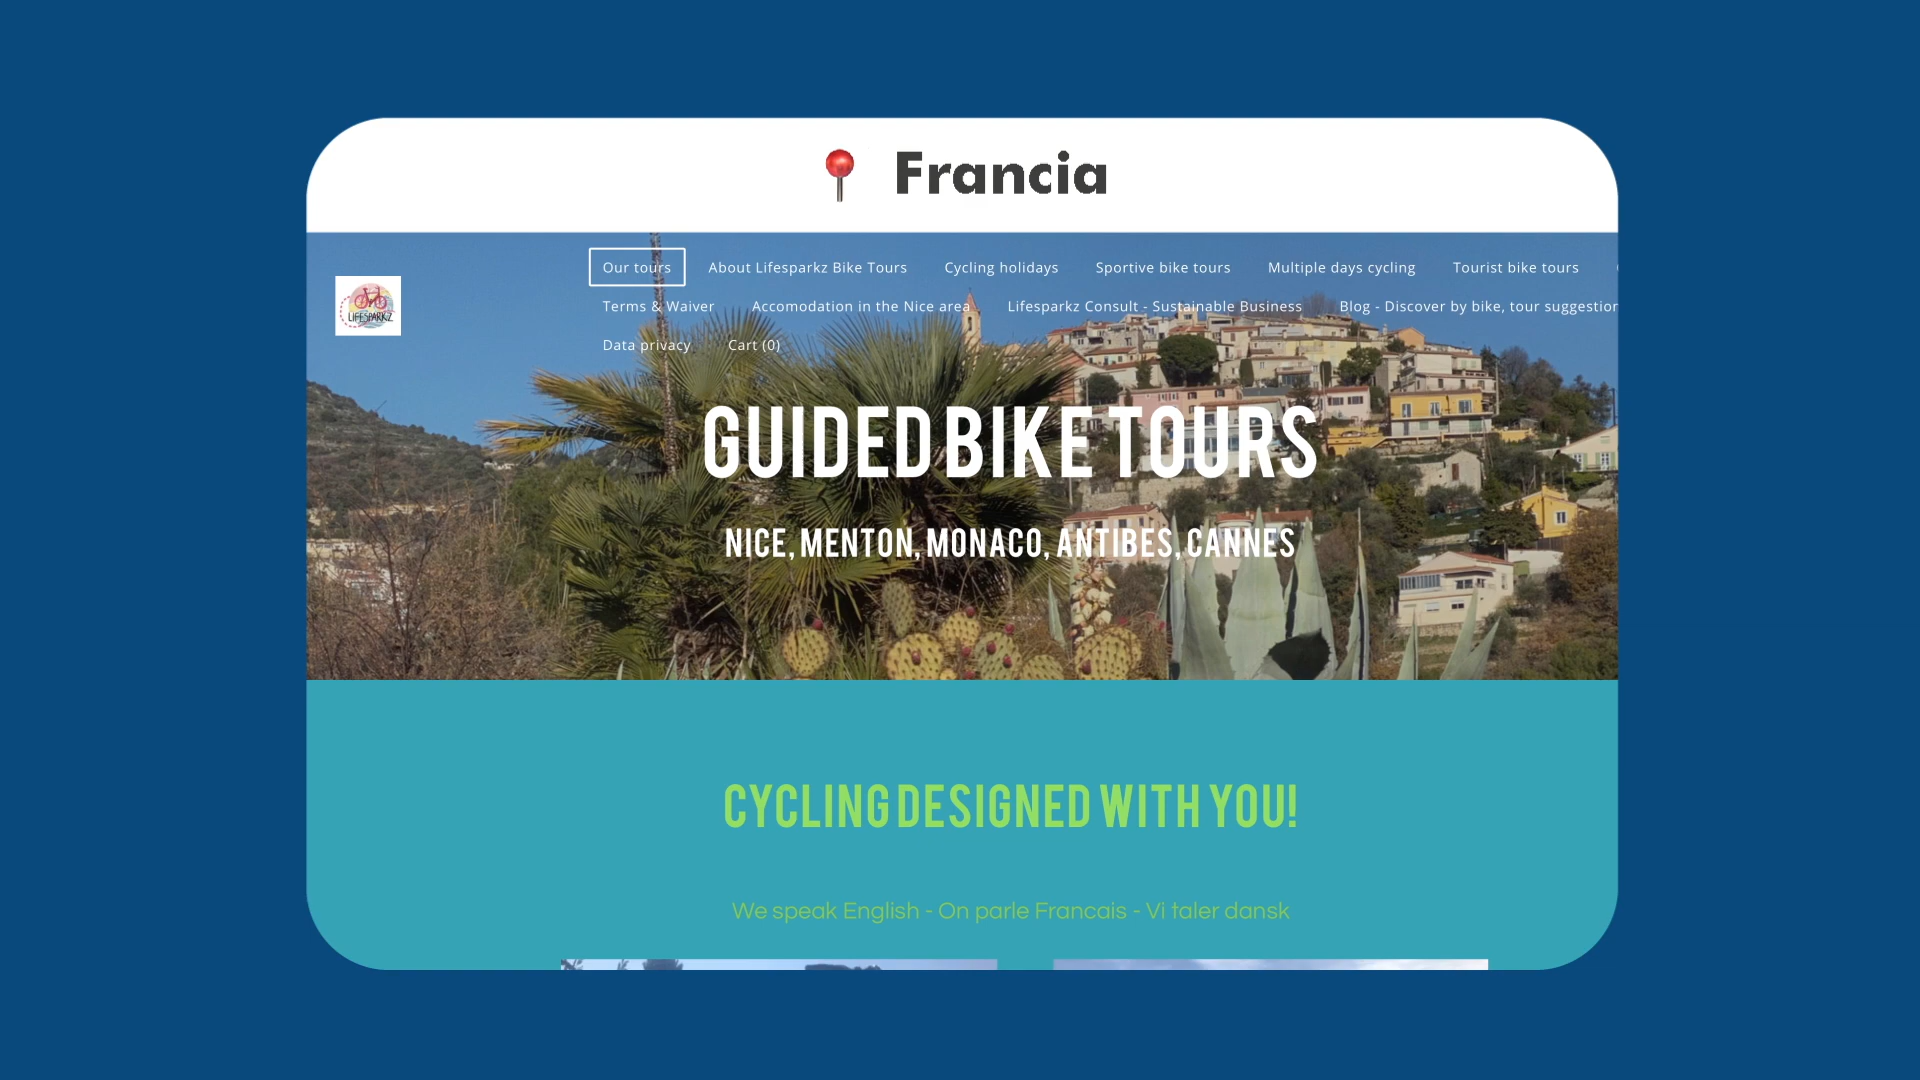 Francia
Our tours About Lifesparkz Bike Tours Cycling holidays Sportive bike tours Multiple days cycling Tourist bike tours
LIFESPARKZ
Terms & Waiver Accomodation in the Nice area Lifesparkz Consult - Sustainable Business Blog - Discover by bike, tour suggestion
Data privacy Cart (0)
GUIDED BIKE TOURS
NICE, MENTON, MONACO, ANTIBES, CANNES
CYCLING DESIGNED WITH YOU!
We speak English - On parle Francais - Vi taler dansk